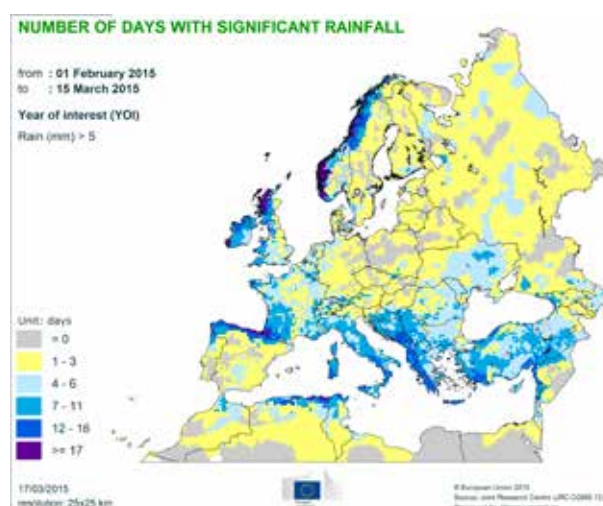 NUMBER OF DAYS WITH SIGNIFICANT RAINFALL
from : 01 February 2015
to : 15 March 2015
Year of interest (YOI)
Rain (mm) > 5
Unit: days
= 0
1 - 3
4 - 6
7 - 11
12 - 16
>= 17
17/03/2015
resolution: 25x25 km
© European Union 2015
Source: Joint Research Centre